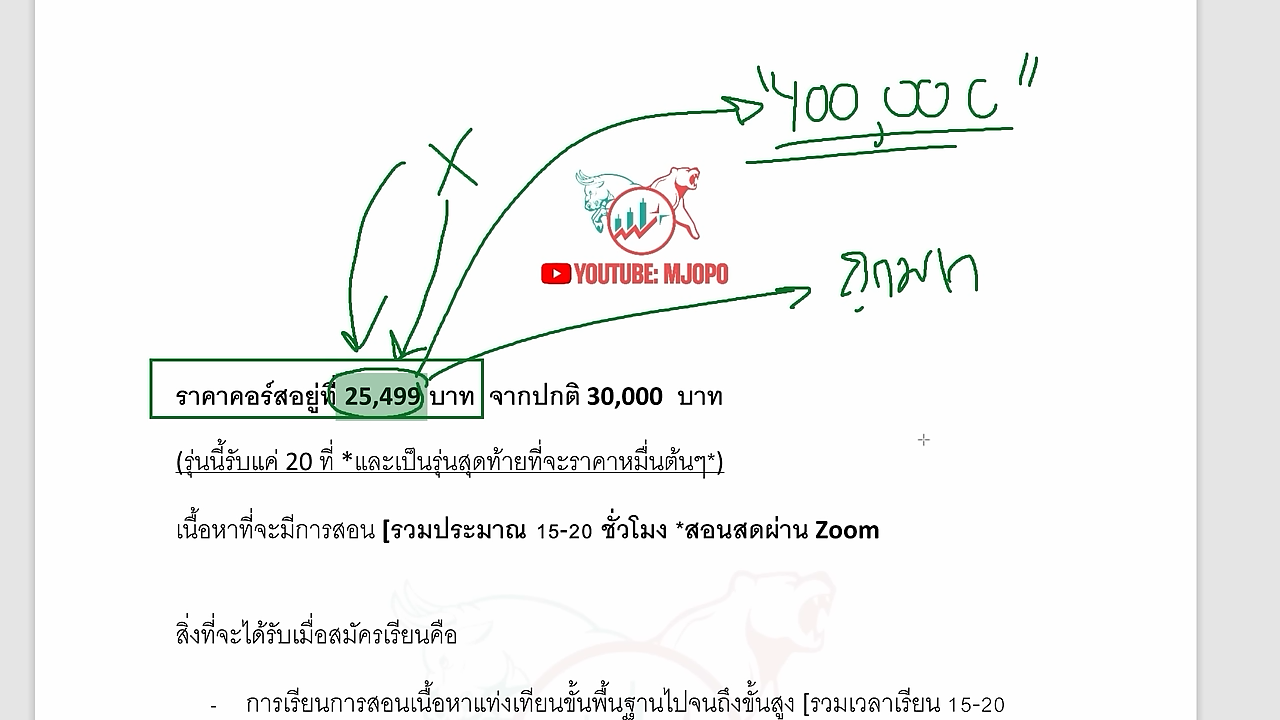 "400,000"
X
YOUTUBE: MJOPO
ถูกมาก
ราคาคอร์สอยู่ที่ 25,499 บาท จากปกติ 30,000 บาท
(รุ่นนี้รับแค่ 20 ที่ *และเป็นรุ่นสุดท้ายที่จะราคาหมื่นต้นๆ*)
เนื้อหาที่จะมีการสอน [รวมประมาณ 15-20 ชั่วโมง *สอนสดผ่าน Zoom
สิ่งที่จะได้รับเมื่อสมัครเรียนคือ
- การเรียนการสอนเนื้อหาแท่งเทียนขั้นพื้นฐานไปจนถึงขั้นสูง [รวมเวลาเรียน 15-20